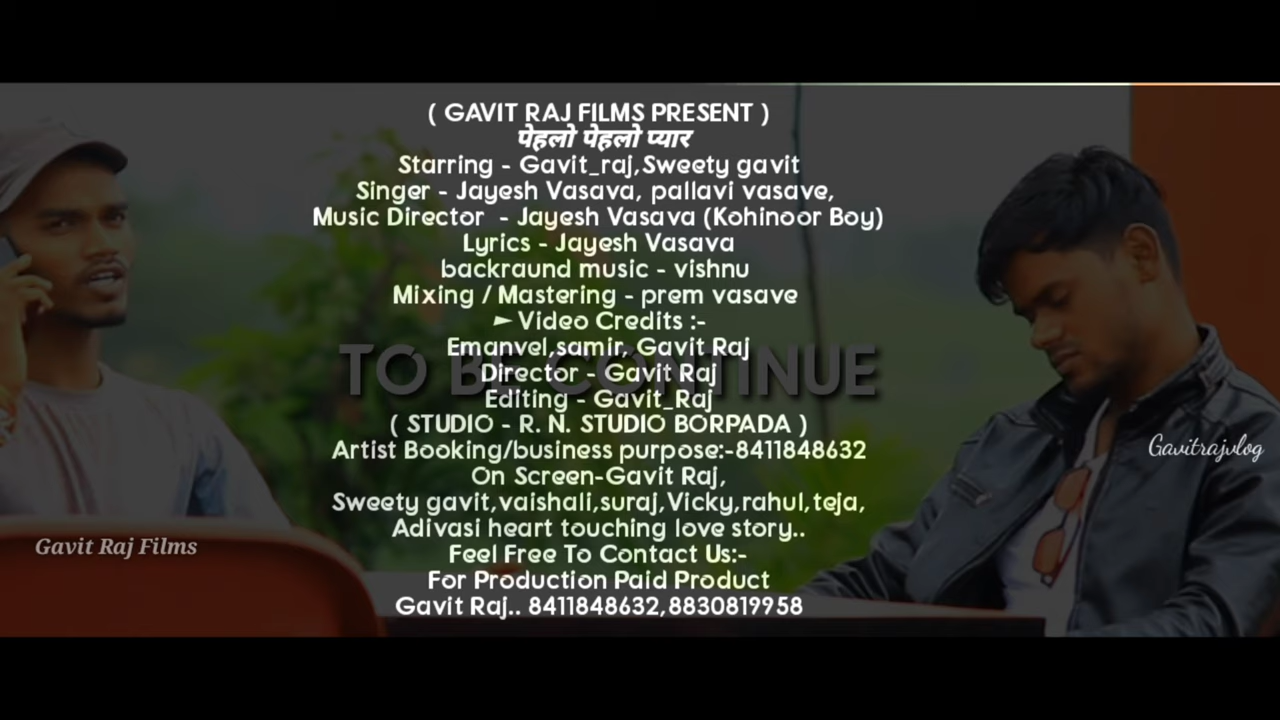 ( GAVIT RAJ FILMS PRESENT )
पेहलो पेहलो प्यार
Starring - Gavit_raj,Sweety gavit
Singer - Jayesh Vasava, pallavi vasave,
Music Director - Jayesh Vasava (Kohinoor Boy)
Lyrics - Jayesh Vasava
backraund music - vishnu
Mixing / Mastering - prem vasave
► Video Credits :-
Emanvel,samir, Gavit Raj
TO BE CONTINUE
Director - Gavit Raj
Editing - Gavit_Raj
( STUDIO - R. N. STUDIO BORPADA )
Artist Booking/business purpose:-8411848632
Gavitrajvlog
On Screen-Gavit Raj,
Sweety gavit,vaishali,suraj,Vicky,rahul,teja,
Adivasi heart touching love story..
Gavit Raj Films
Feel Free To Contact Us:-
For Production Paid Product
Gavit Raj.. 8411848632,8830819958